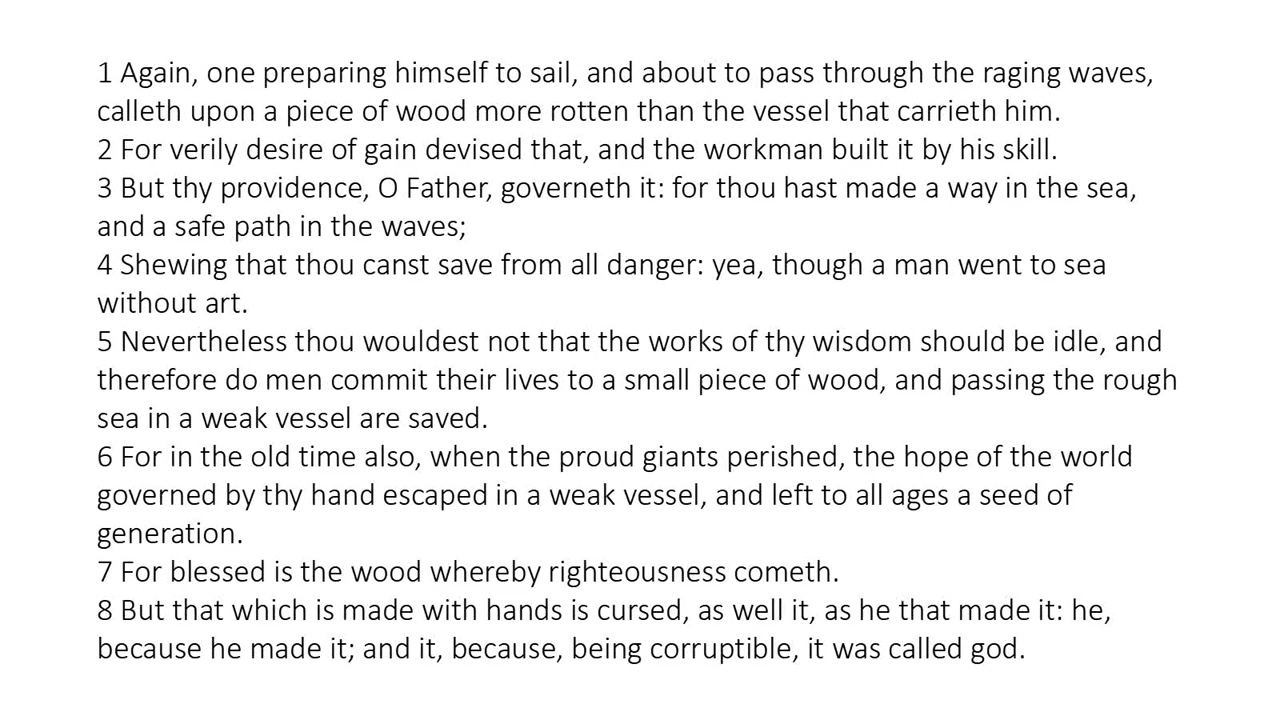 1 Again, one preparing himself to sail, and about to pass through the raging waves,
calleth upon a piece of wood more rotten than the vessel that carrieth him.
2 For verily desire of gain devised that, and the workman built it by his skill.
3 But thy providence, O Father, governeth it: for thou hast made a way in the sea,
and a safe path in the waves;
4 Shewing that thou canst save from all danger: yea, though a man went to sea
without art.
5 Nevertheless thou wouldest not that the works of thy wisdom should be idle, and
therefore do men commit their lives to a small piece of wood, and passing the rough
sea in a weak vessel are saved.
6 For in the old time also, when the proud giants perished, the hope of the world
governed by thy hand escaped in a weak vessel, and left to all ages a seed of
generation.
7 For blessed is the wood whereby righteousness cometh.
8 But that which is made with hands is cursed, as well it, as he that made it: he,
because he made it; and it, because, being corruptible, it was called god.